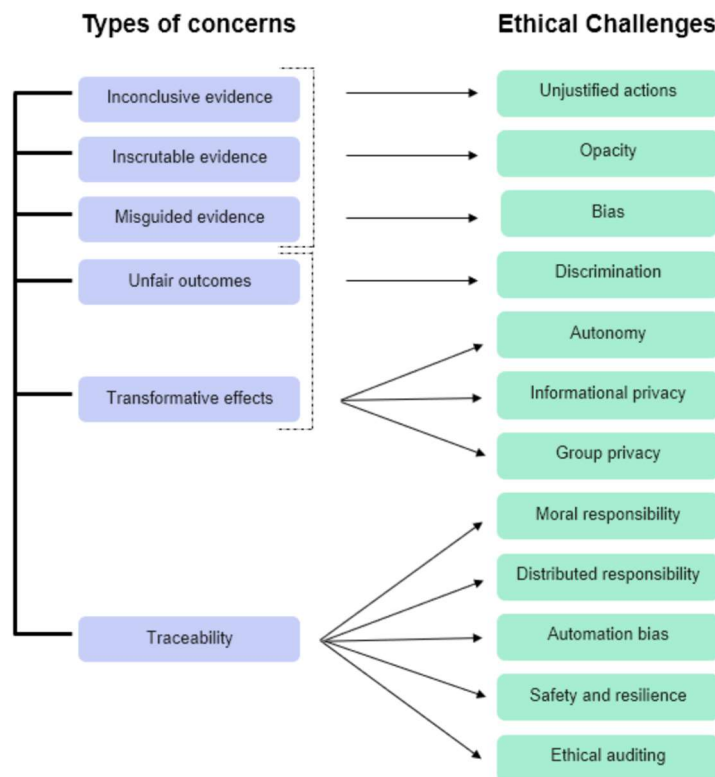 Types of concerns
Ethical Challenges
Inconclusive evidence
Unjustified actions
Inscrutable evidence
Opacity
Misguided evidence
Bias
Unfair outcomes
Discrimination
Autonomy
Transformative effects
Informational privacy
Group privacy
Moral responsibility
Distributed responsibility
Traceability
Automation bias
Safety and resilience
Ethical auditing